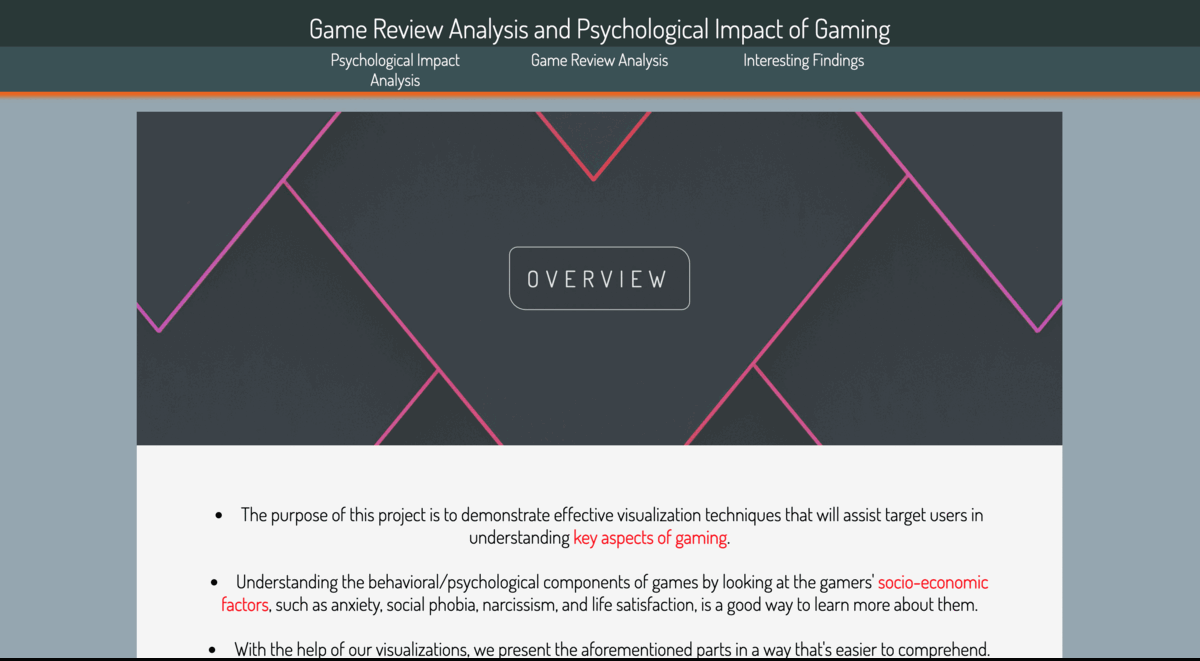 Game Review Analysis and Psychological Impact of Gaming
Psychological Impact
Analysis
Game Review Analysis
Interesting Findings
OVERVIEW
• The purpose of this project is to demonstrate effective visualization techniques that will assist target users in
understanding key aspects of gaming.
• Understanding the behavioral/psychological components of games by looking at the gamers' socio-economic
factors, such as anxiety, social phobia, narcissism, and life satisfaction, is a good way to learn more about them.
• With the help of our visualizations, we present the aforementioned parts in a way that's easier to comprehend.